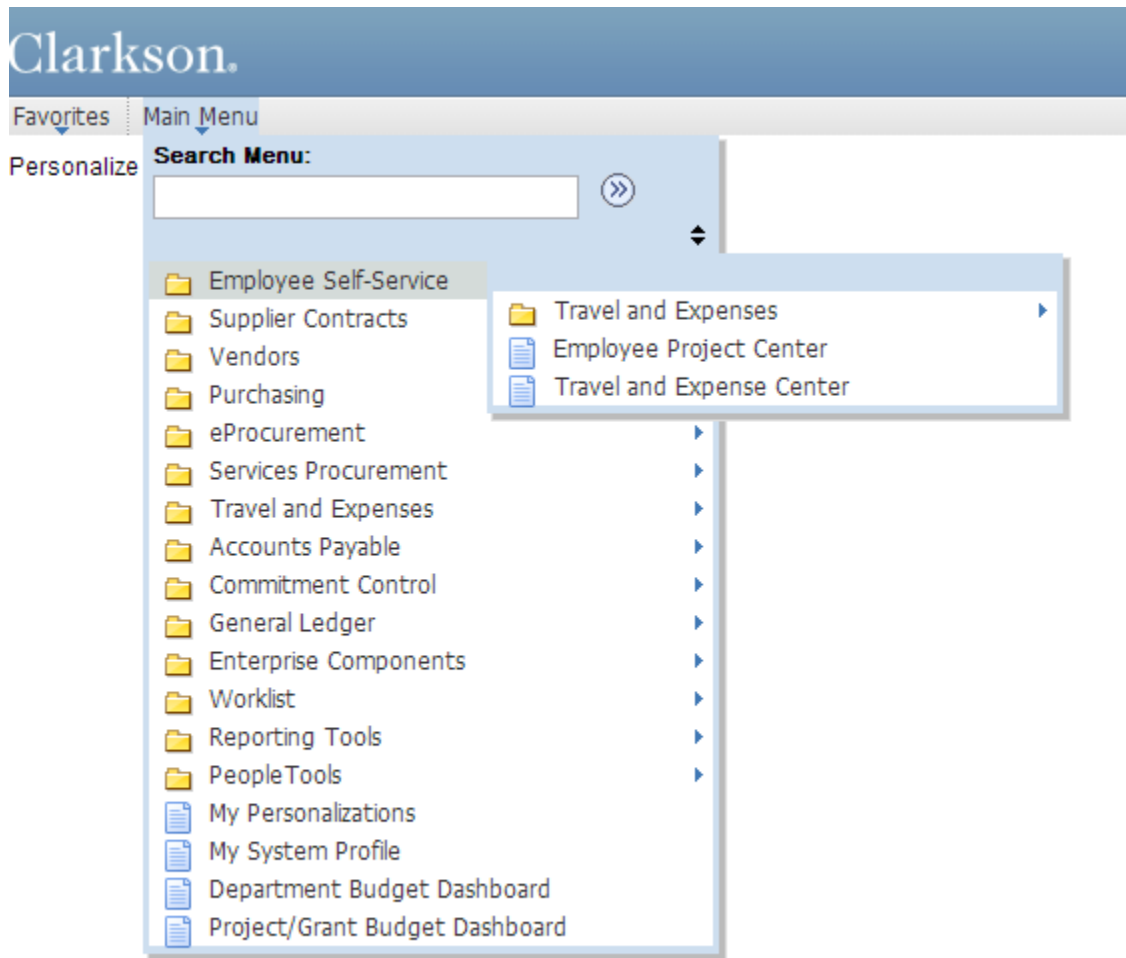 Clarkson.
Favorites Main Menu
Personalize
Search Menu:
Employee Self-Service
Supplier Contracts
Vendors
Purchasing
eProcurement
Services Procurement
Travel and Expenses
Accounts Payable
Commitment Control
General Ledger
Enterprise Components
Worklist
Reporting Tools
PeopleTools
My Personalizations
My System Profile
Department Budget Dashboard
Project/Grant Budget Dashboard
Travel and Expenses
Employee Project Center
Travel and Expense Center